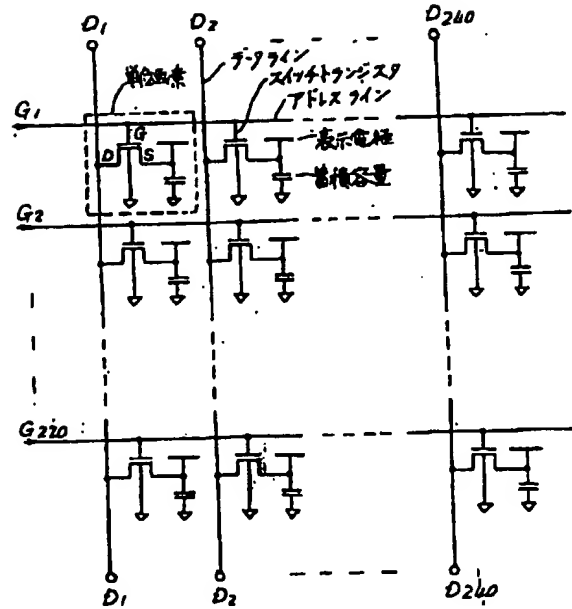 D1
D2
D240
データライン
スイッチトランジスタ
アドレスライン
単位画素
G1
G
D
S
表示電極
蓄積容量
G2
G220
D1
D2
D240